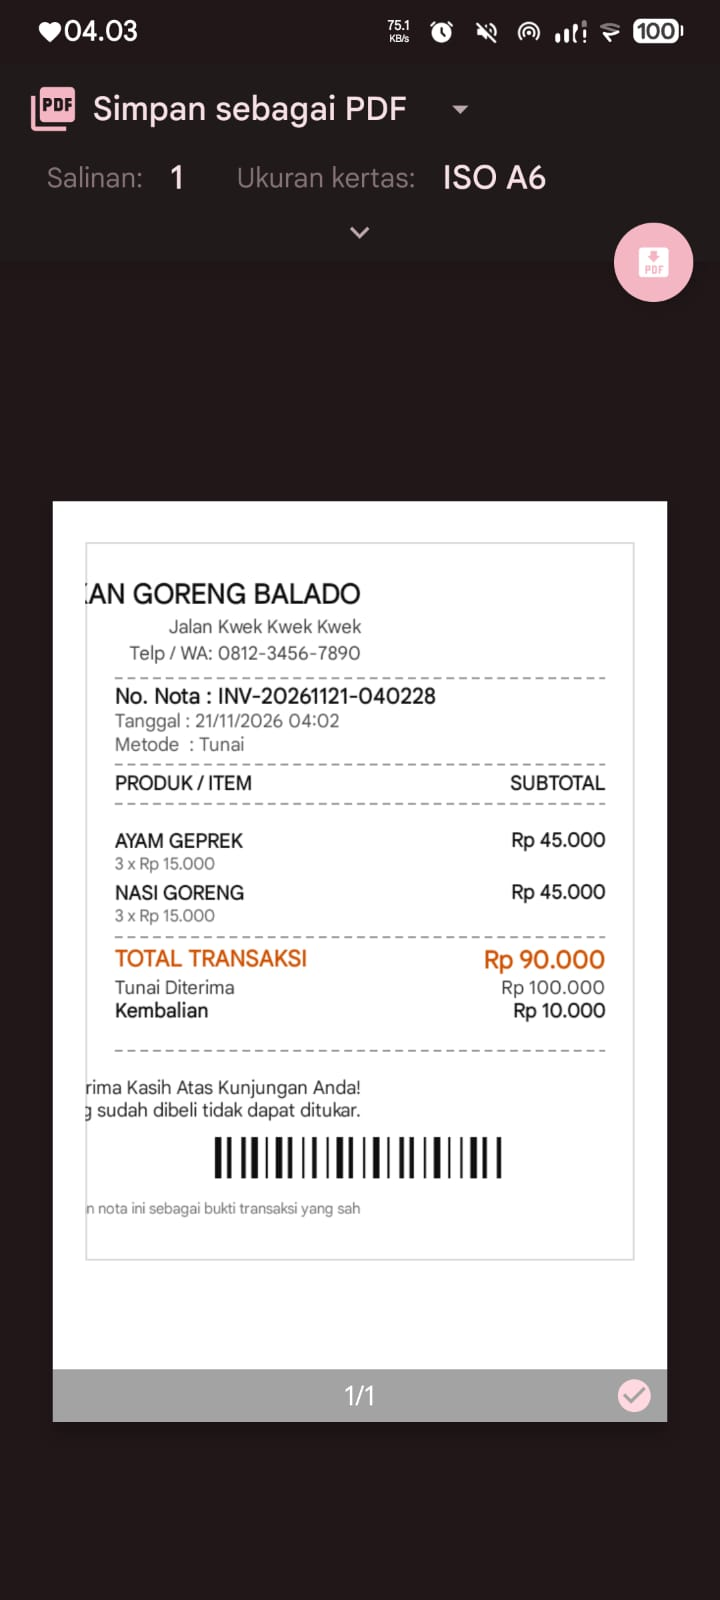 04.03 75.1 KB/s 100
PDF Simpan sebagai PDF
Salinan: 1 Ukuran kertas: ISO A6
PDF
AN GORENG BALADO
Jalan Kwek Kwek Kwek
Telp / WA: 0812-3456-7890
No. Nota : INV-20261121-040228
Tanggal : 21/11/2026 04:02
Metode : Tunai
PRODUK / ITEM SUBTOTAL
AYAM GEPREK Rp 45.000
3 x Rp 15.000
NASI GORENG Rp 45.000
3 x Rp 15.000
TOTAL TRANSAKSI Rp 90.000
Tunai Diterima Rp 100.000
Kembalian Rp 10.000
rima Kasih Atas Kunjungan Anda!
g sudah dibeli tidak dapat ditukar.
n nota ini sebagai bukti transaksi yang sah
1/1